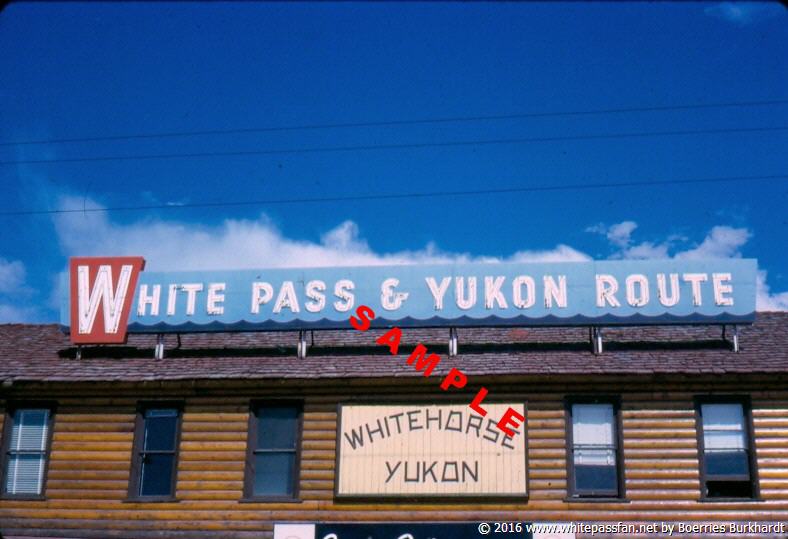 WHITE PASS & YUKON ROUTE
SAMPLE
WHITEHORSE
YUKON
© 2016 www.whitepassfan.net by Boerries Burkhardt